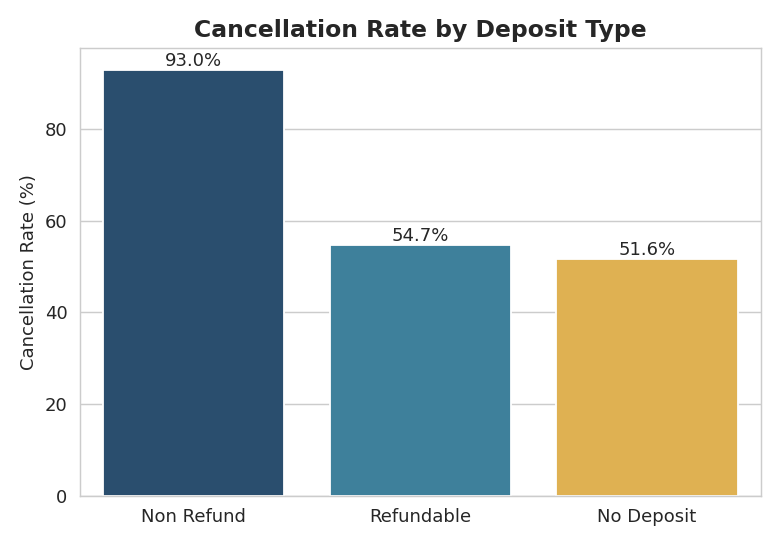 Cancellation Rate by Deposit Type
Cancellation Rate (%)
80
60
40
20
0
93.0%
54.7%
51.6%
Non Refund
Refundable
No Deposit